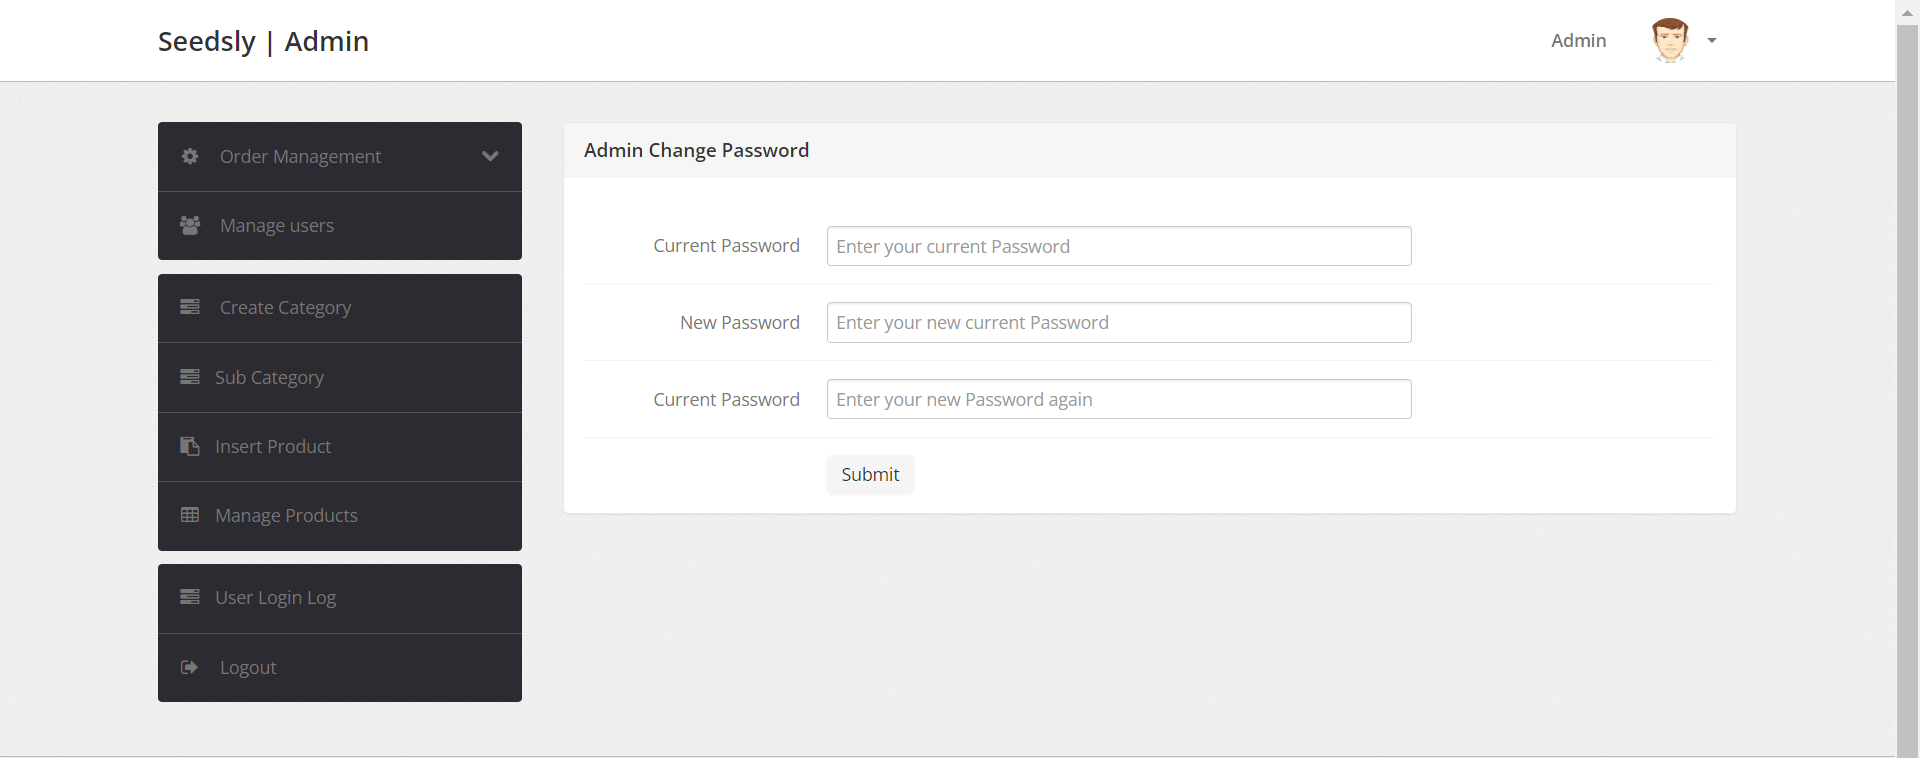 Seedsly | Admin
Admin
Order Management
Manage users
Create Category
Sub Category
Insert Product
Manage Products
User Login Log
Logout
Admin Change Password
Current Password Enter your current Password
New Password Enter your new current Password
Current Password Enter your new Password again
Submit